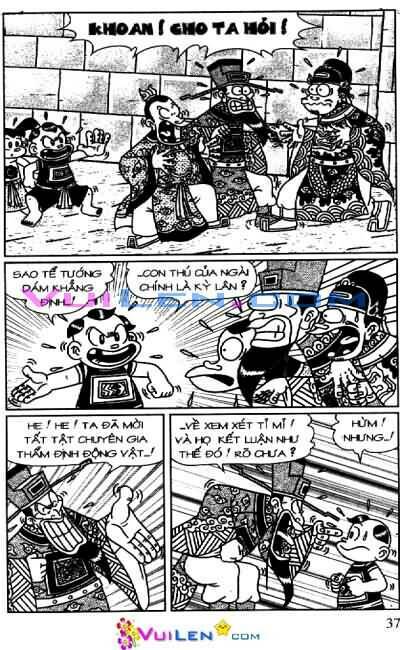 KHOAN! CHO TA HỎI!
SAO TỂ TƯỚNG
DÁM KHẲNG
ĐỊNH!
...CON THÚ CỦA NGÀI
CHÍNH LÀ KỲ LÂN?
VUILEN.COM
HE! HE! TA ĐÃ MỜI
TẤT TẬT CHUYÊN GIA
THẨM ĐỊNH ĐỘNG VẬT...!
...VỀ XEM XÉT TỈ MỈ!
VÀ HỌ KẾT LUẬN NHƯ
THẾ ĐÓ! RÕ CHƯA?
HỪM!
NHƯNG...!
37
VUILEN.COM